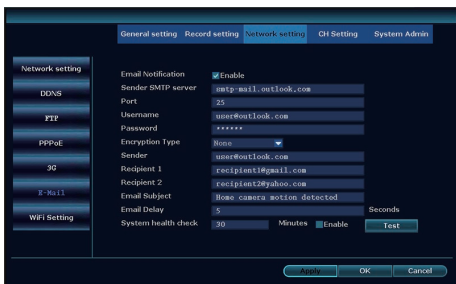 General setting Record setting Network setting CH Setting System Admin
Network setting
DDNS
FTP
PPPoE
3G
E-Mail
WiFi Setting
Email Notification Enable
Sender SMTP server smtp-mail.outlook.com
Port 25
Username user@outlook.com
Password ******
Encryption Type None
Sender user@outlook.com
Recipient 1 recipient1@gmail.com
Recipient 2 recipient2@yahoo.com
Email Subject Home camera motion detected
Email Delay 5 Seconds
System health check 30 Minutes Enable Test
Apply OK Cancel